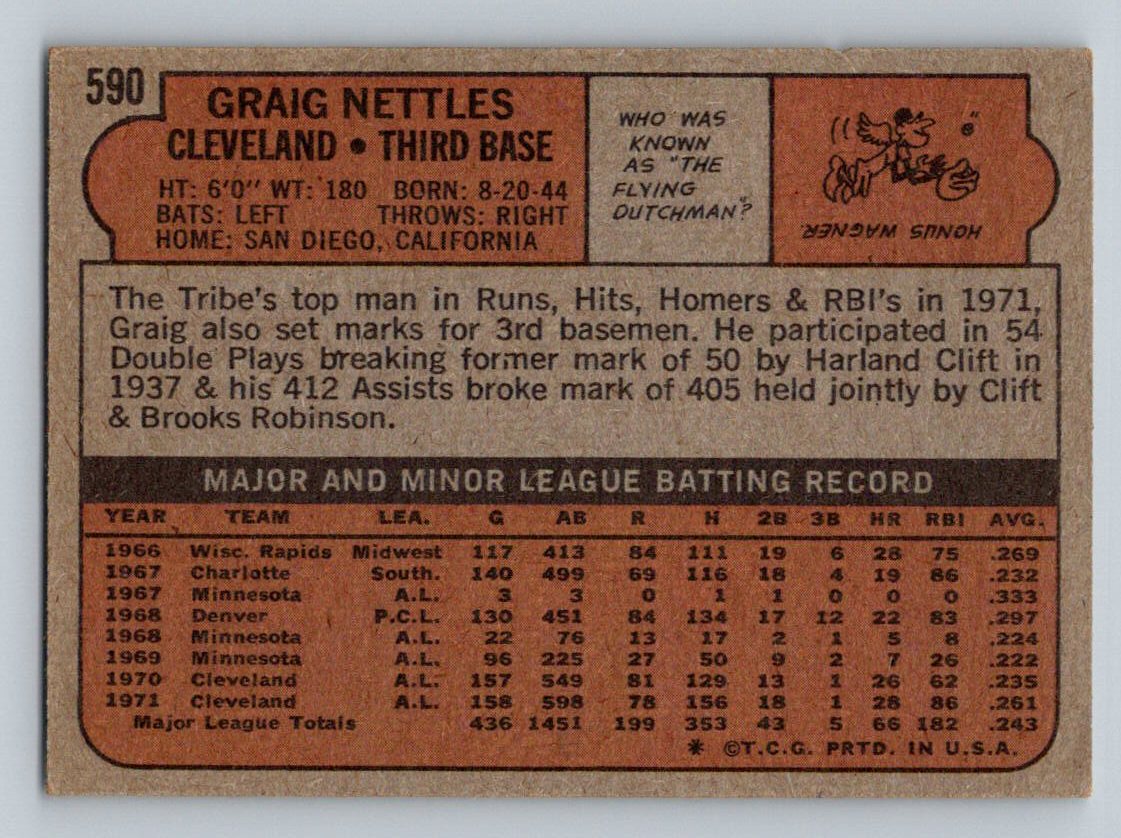 590
GRAIG NETTLES
CLEVELAND • THIRD BASE
HT: 6'0" WT: 180 BORN: 8-20-44
BATS: LEFT THROWS: RIGHT
HOME: SAN DIEGO, CALIFORNIA
WHO WAS
KNOWN
AS "THE
FLYING
DUTCHMAN"?
HONUS WAGNER
The Tribe's top man in Runs, Hits, Homers & RBI's in 1971,
Graig also set marks for 3rd basemen. He participated in 54
Double Plays breaking former mark of 50 by Harland Clift in
1937 & his 412 Assists broke mark of 405 held jointly by Clift
& Brooks Robinson.
MAJOR AND MINOR LEAGUE BATTING RECORD
YEAR TEAM LEA. G AB R H 2B 3B HR RBI AVG.
1966 Wisc. Rapids Midwest 117 413 84 111 19 6 28 75 .269
1967 Charlotte South. 140 499 69 116 18 4 19 86 .232
1967 Minnesota A.L. 3 3 0 1 1 0 0 0 .333
1968 Denver P.C.L. 130 451 84 134 17 12 22 83 .297
1968 Minnesota A.L. 22 76 13 17 2 1 5 8 .224
1969 Minnesota A.L. 96 225 27 50 9 2 7 26 .222
1970 Cleveland A.L. 157 549 81 129 13 1 26 62 .235
1971 Cleveland A.L. 158 598 78 156 18 1 28 86 .261
Major League Totals 436 1451 199 353 43 5 66 182 .243
* ©T.C.G. PRTD. IN U.S.A.